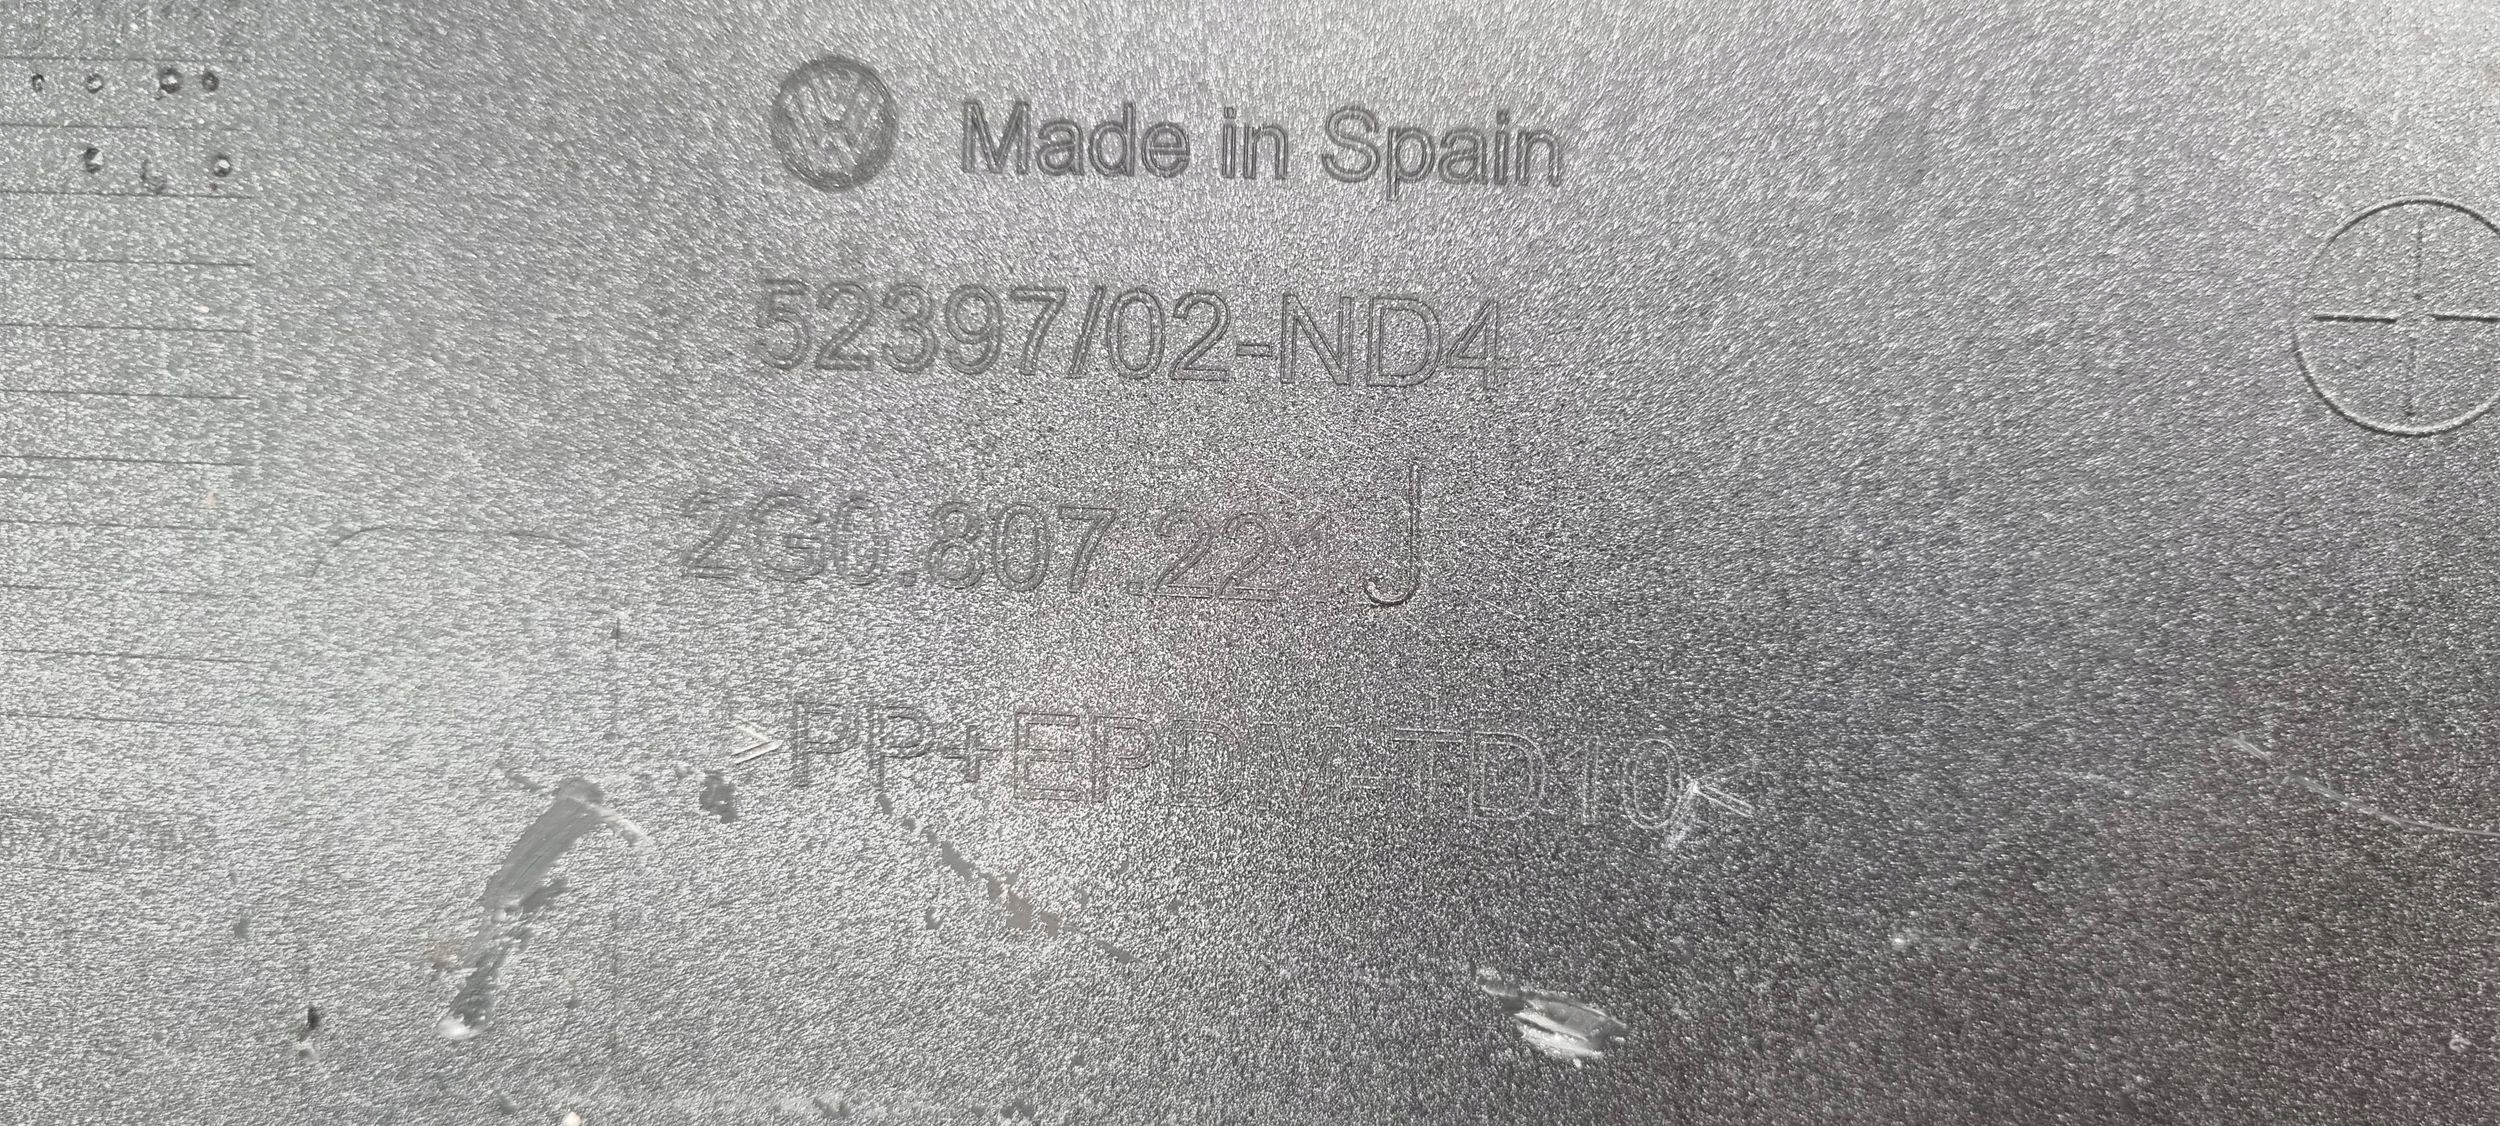 Made in Spain
52397/02-ND4
2G0.807.221 J
>PP+EPDM-TD10<